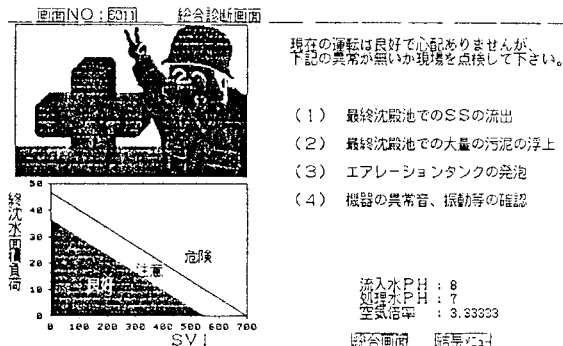 画面NO:6011 総合診断画面
現在の運転は良好で心配ありませんが、
下記の異常が無いか現場を点検して下さい。
(1) 最終沈殿池でのSSの流出
(2) 最終沈殿池での大量の汚泥の浮上
(3) エアレーションタンクの発泡
(4) 機器の異常音、振動等の確認
終沈水面積負荷
50
40
30
20
10
0
危険
注意
良好
0 100 200 300 400 500 600 700
SVI
流入水PH : 8
処理水PH : 7
空気倍率 : 3.33333
総合画面